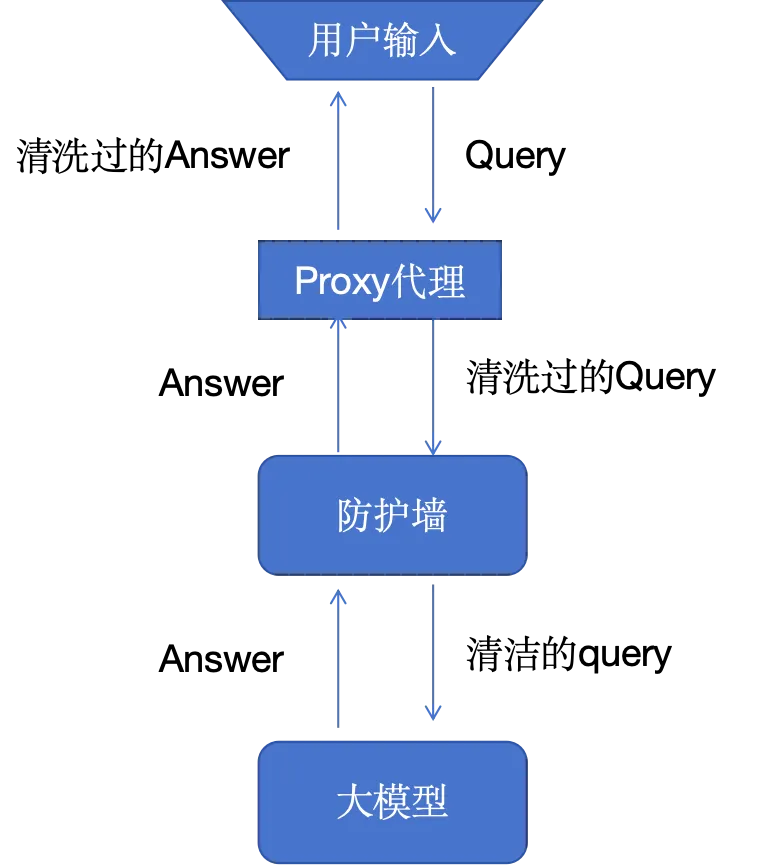 用户输入
清洗过的Answer
Query
Proxy代理
Answer
清洗过的Query
防护墙
Answer
清洁的query
大模型